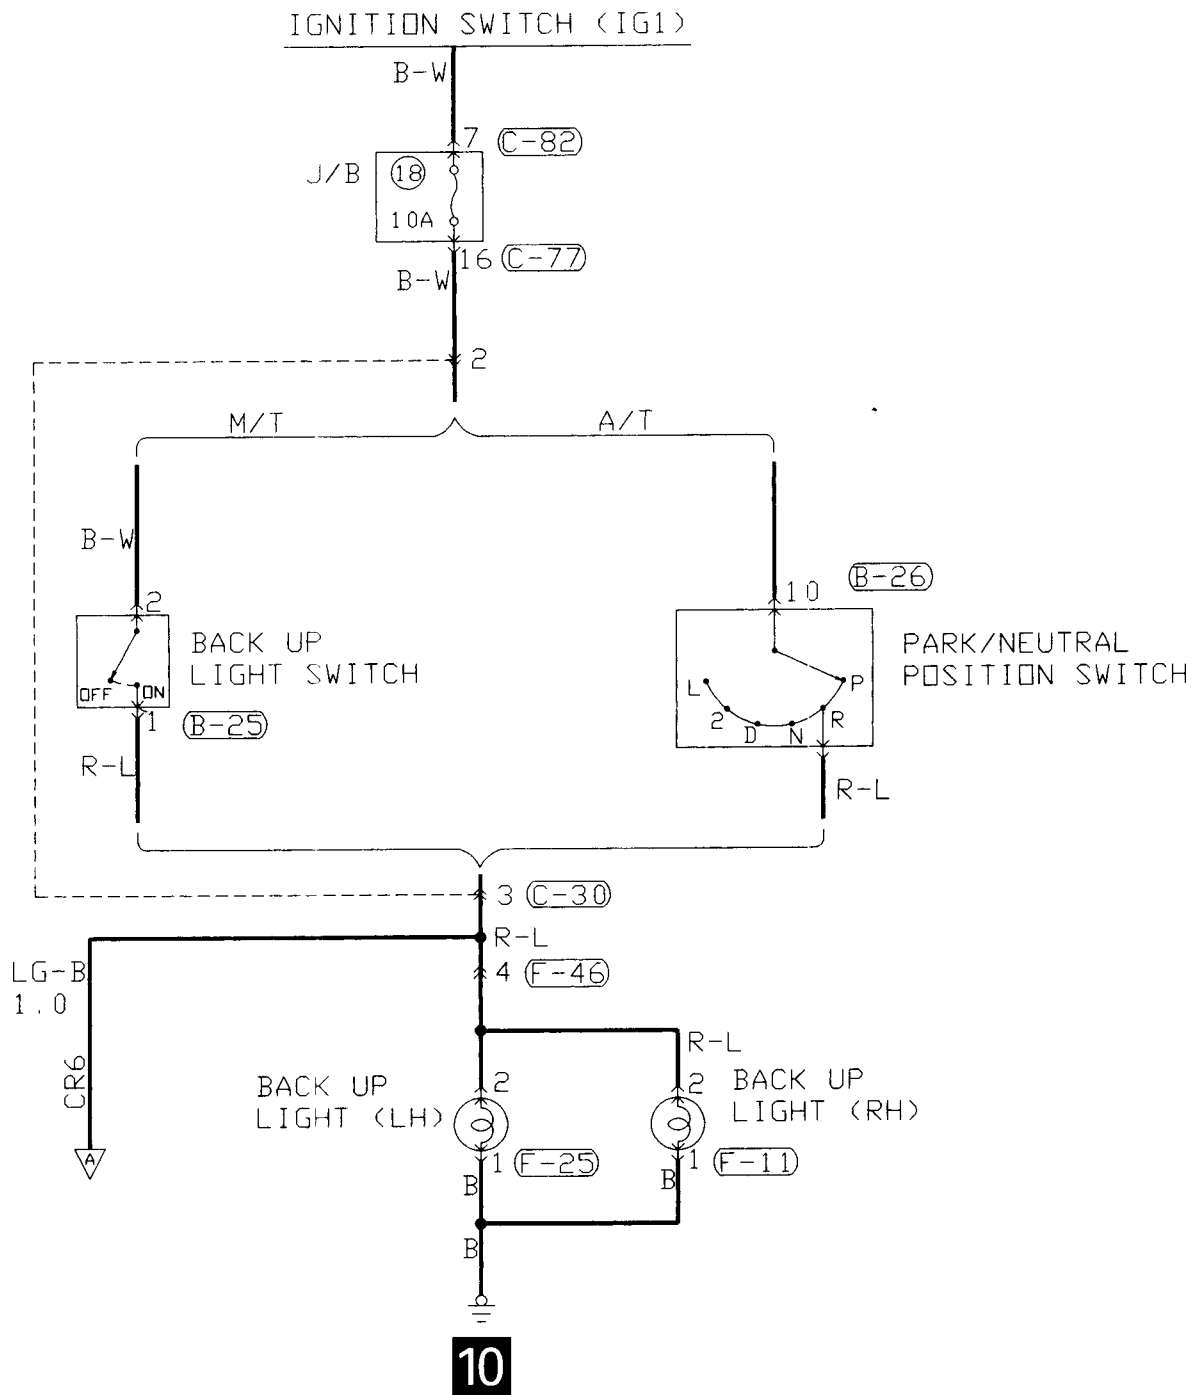 IGNITION SWITCH (IG1)
B-W
7 C-82
J/B
18
10A
16 C-77
B-W
2
M/T
A/T
B-W
2
BACK UP
LIGHT SWITCH
OFF
ON
1 B-25
R-L
B-26
10
PARK/NEUTRAL
POSITION SWITCH
L
2
D
N
R
P
R-L
3 C-30
R-L
4 F-46
LG-B
1.0
CR6
A
R-L
BACK UP
LIGHT (LH)
2
1 F-25
B
2
BACK UP
LIGHT (RH)
1 F-11
B
B
10